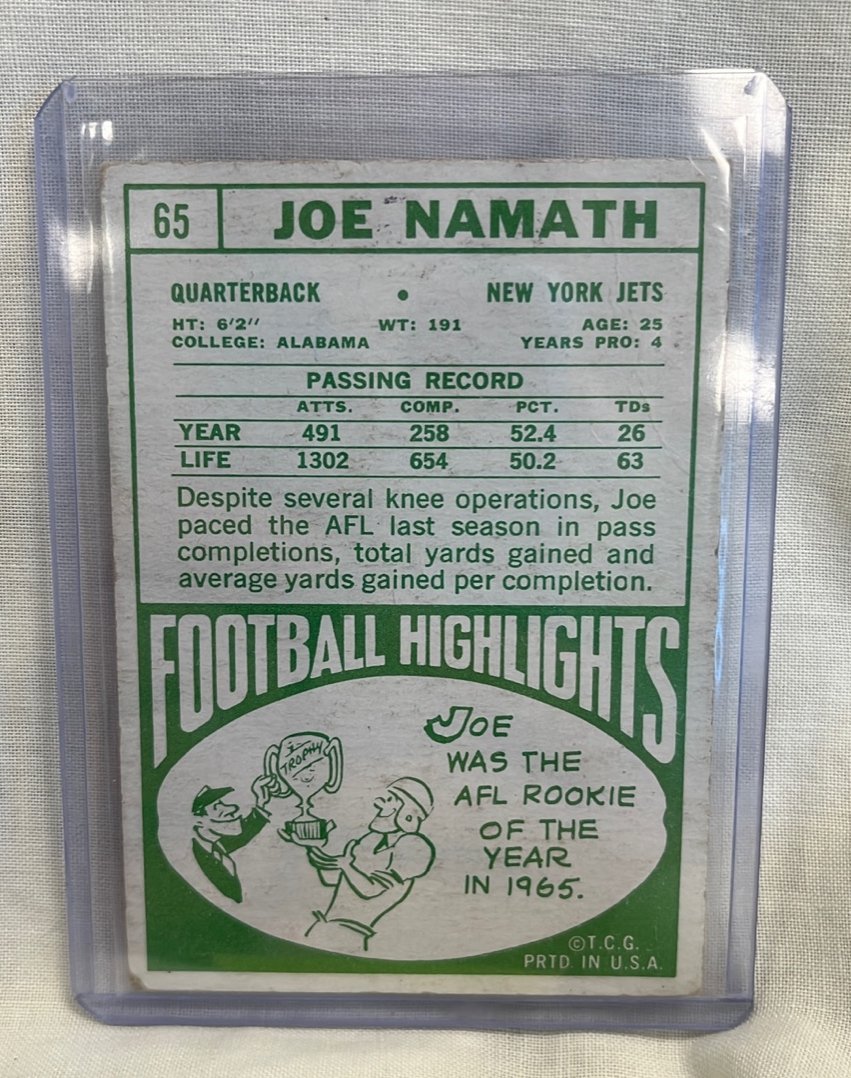 65 JOE NAMATH
QUARTERBACK • NEW YORK JETS
HT: 6'2" WT: 191 AGE: 25
COLLEGE: ALABAMA YEARS PRO: 4
PASSING RECORD
ATTS. COMP. PCT. TDs
YEAR 491 258 52.4 26
LIFE 1302 654 50.2 63
Despite several knee operations, Joe
paced the AFL last season in pass
completions, total yards gained and
average yards gained per completion.
FOOTBALL HIGHLIGHTS
TROPHY
JOE
WAS THE
AFL ROOKIE
OF THE
YEAR
IN 1965.
©T.C.G.
PRTD. IN U.S.A.